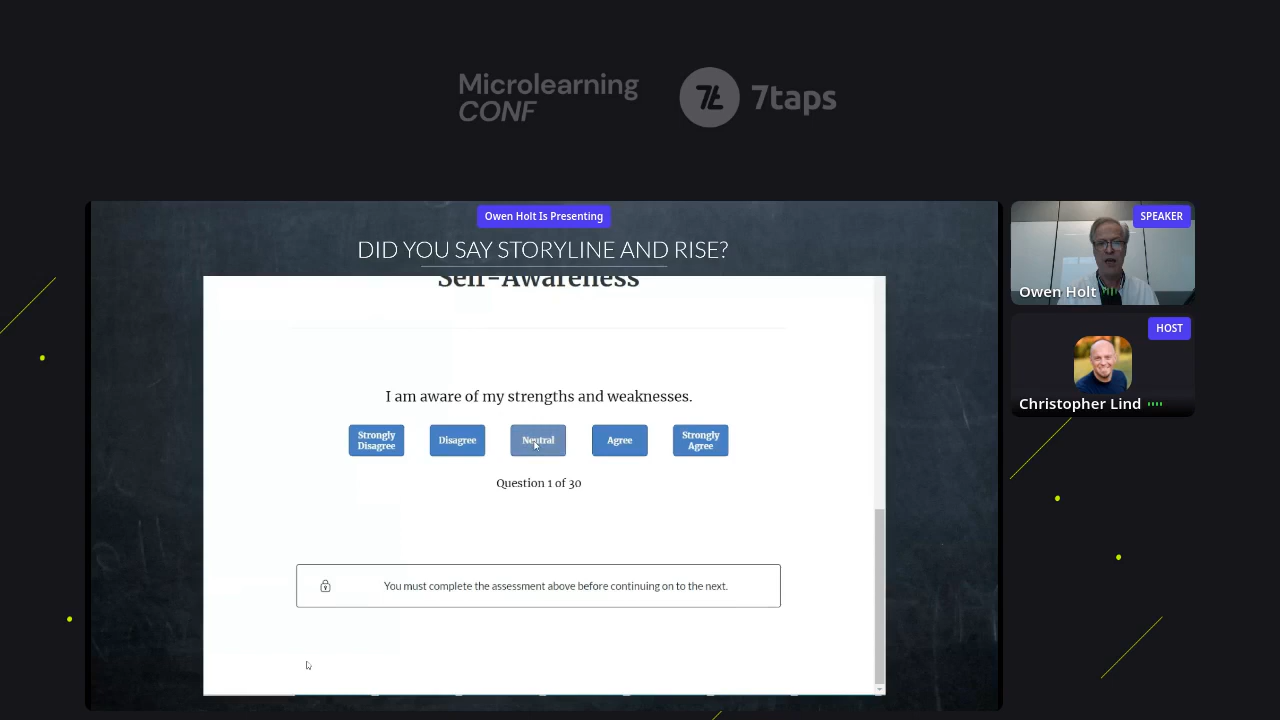 Microlearning
CONF
7taps
Owen Holt Is Presenting
DID YOU SAY STORYLINE AND RISE?
Self-Awareness
I am aware of my strengths and weaknesses.
Strongly Disagree
Disagree
Neutral
Agree
Strongly Agree
Question 1 of 30
You must complete the assessment above before continuing on to the next.
SPEAKER
Owen Holt
HOST
Christopher Lind